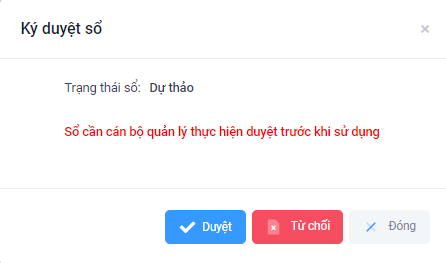 Ký duyệt sổ
Trạng thái sổ: Dự thảo
Sổ cần cán bộ quản lý thực hiện duyệt trước khi sử dụng
Duyệt
Từ chối
Đóng